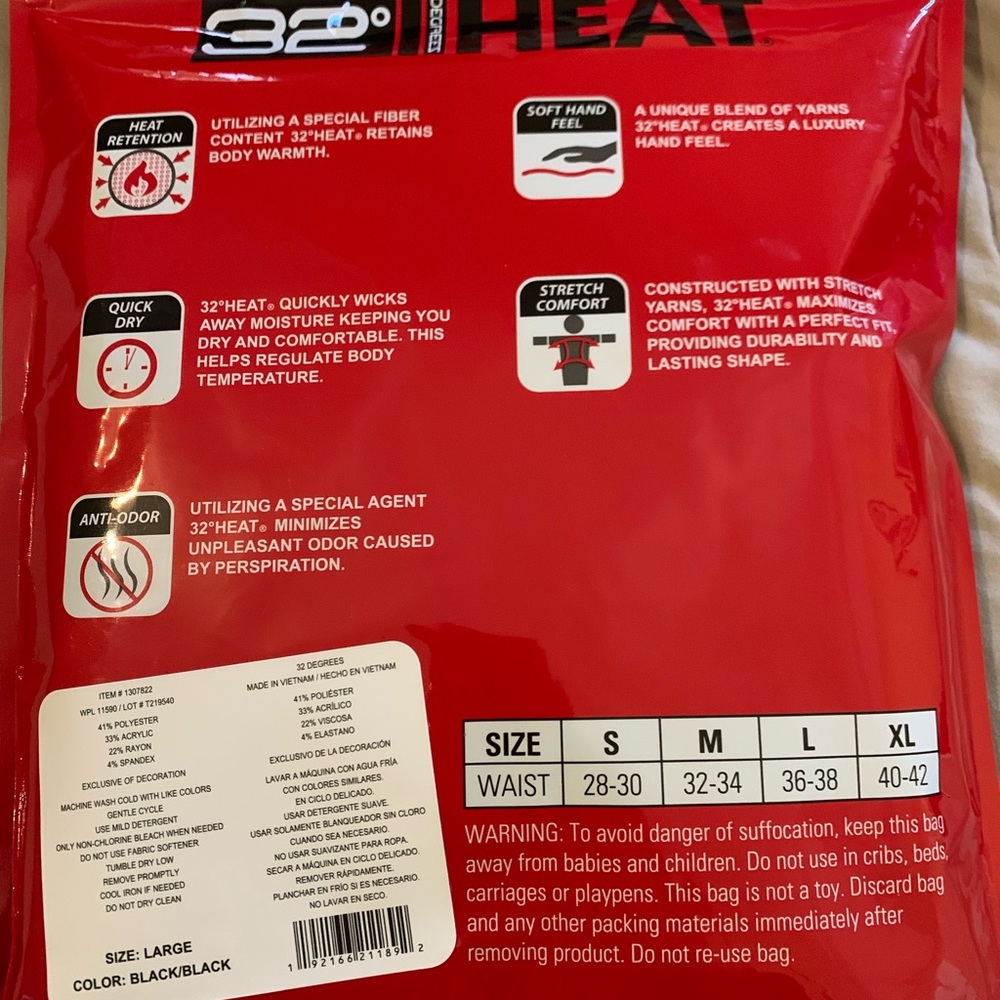 32° DEGREES HEAT®
HEAT
RETENTION
UTILIZING A SPECIAL FIBER
CONTENT 32°HEAT® RETAINS
BODY WARMTH.
SOFT HAND
FEEL
A UNIQUE BLEND OF YARNS
32°HEAT® CREATES A LUXURY
HAND FEEL.
QUICK
DRY
32°HEAT® QUICKLY WICKS
AWAY MOISTURE KEEPING YOU
DRY AND COMFORTABLE. THIS
HELPS REGULATE BODY
TEMPERATURE.
STRETCH
COMFORT
CONSTRUCTED WITH STRETCH
YARNS, 32°HEAT® MAXIMIZES
COMFORT WITH A PERFECT FIT,
PROVIDING DURABILITY AND
LASTING SHAPE.
ANTI-ODOR
UTILIZING A SPECIAL AGENT
32°HEAT® MINIMIZES
UNPLEASANT ODOR CAUSED
BY PERSPIRATION.
ITEM # 1307822
WPL 11590 / LOT # T219540
41% POLYESTER
33% ACRYLIC
22% RAYON
4% SPANDEX
EXCLUSIVE OF DECORATION
MACHINE WASH COLD WITH LIKE COLORS
GENTLE CYCLE
USE MILD DETERGENT
ONLY NON-CHLORINE BLEACH WHEN NEEDED
DO NOT USE FABRIC SOFTENER
TUMBLE DRY LOW
REMOVE PROMPTLY
COOL IRON IF NEEDED
DO NOT DRY CLEAN
32 DEGREES
MADE IN VIETNAM / HECHO EN VIETNAM
41% POLIÉSTER
33% ACRÍLICO
22% VISCOSA
4% ELASTANO
EXCLUSIVO DE LA DECORACIÓN
LAVAR A MÁQUINA CON AGUA FRÍA
CON COLORES SIMILARES.
EN CICLO DELICADO.
USAR DETERGENTE SUAVE.
USAR SOLAMENTE BLANQUEADOR SIN CLORO
CUANDO SEA NECESARIO.
NO USAR SUAVIZANTE PARA ROPA.
SECAR A MÁQUINA EN CICLO DELICADO.
REMOVER RÁPIDAMENTE.
PLANCHAR EN FRÍO SI ES NECESARIO.
NO LAVAR EN SECO.
SIZE: LARGE
COLOR: BLACK/BLACK
1 92166 21189 2
SIZE S M L XL
WAIST 28-30 32-34 36-38 40-42
WARNING: To avoid danger of suffocation, keep this bag
away from babies and children. Do not use in cribs, beds,
carriages or playpens. This bag is not a toy. Discard bag
and any other packing materials immediately after
removing product. Do not re-use bag.